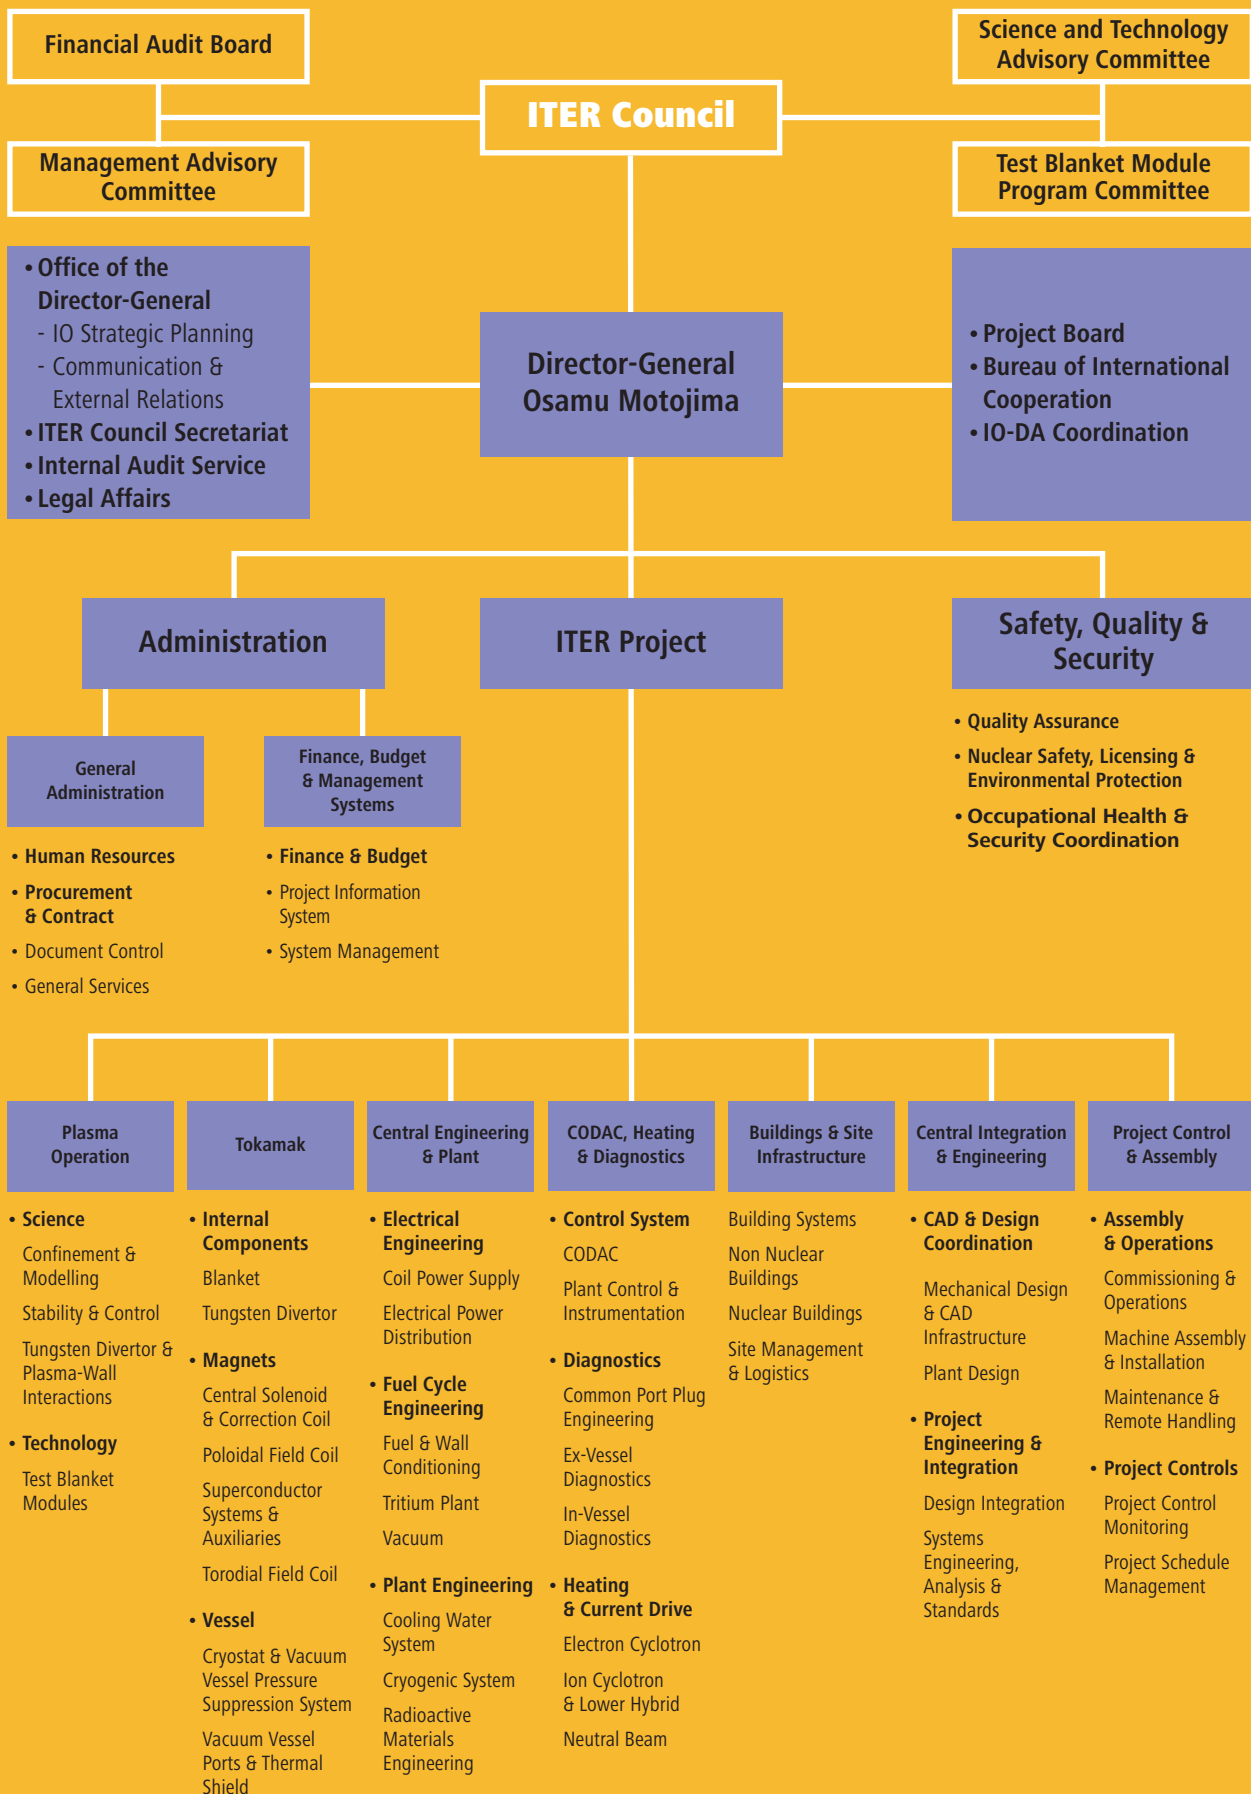 Financial Audit Board
Science and Technology
Advisory Committee
ITER Council
Management Advisory
Committee
Test Blanket Module
Program Committee
• Office of the
Director-General
- IO Strategic Planning
- Communication &
External Relations
• ITER Council Secretariat
• Internal Audit Service
• Legal Affairs
Director-General
Osamu Motojima
• Project Board
• Bureau of International
Cooperation
• IO-DA Coordination
Administration
ITER Project
Safety, Quality &
Security
General
Administration
Finance, Budget
& Management
Systems
• Quality Assurance
• Nuclear Safety, Licensing &
Environmental Protection
• Occupational Health &
Security Coordination
• Human Resources
• Procurement
& Contract
• Document Control
• General Services
• Finance & Budget
• Project Information
System
• System Management
Plasma
Operation
Tokamak
Central Engineering
& Plant
CODAC, Heating
& Diagnostics
Buildings & Site
Infrastructure
Central Integration
& Engineering
Project Control
& Assembly
• Science
Confinement &
Modelling
Stability & Control
Tungsten Divertor &
Plasma-Wall
Interactions
• Technology
Test Blanket
Modules
• Internal
Components
Blanket
Tungsten Divertor
• Magnets
Central Solenoid
& Correction Coil
Poloidal Field Coil
Superconductor
Systems &
Auxiliaries
Torodial Field Coil
• Vessel
Cryostat & Vacuum
Vessel Pressure
Suppression System
Vacuum Vessel
Ports & Thermal
Shield
• Electrical
Engineering
Coil Power Supply
Electrical Power
Distribution
• Fuel Cycle
Engineering
Fuel & Wall
Conditioning
Tritium Plant
Vacuum
• Plant Engineering
Cooling Water
System
Cryogenic System
Radioactive
Materials
Engineering
• Control System
CODAC
Plant Control &
Instrumentation
• Diagnostics
Common Port Plug
Engineering
Ex-Vessel
Diagnostics
In-Vessel
Diagnostics
• Heating
& Current Drive
Electron Cyclotron
Ion Cyclotron
& Lower Hybrid
Neutral Beam
Building Systems
Non Nuclear
Buildings
Nuclear Buildings
Site Management
& Logistics
• CAD & Design
Coordination
Mechanical Design
& CAD
Infrastructure
Plant Design
• Project
Engineering &
Integration
Design Integration
Systems
Engineering,
Analysis &
Standards
• Assembly
& Operations
Commissioning &
Operations
Machine Assembly
& Installation
Maintenance &
Remote Handling
• Project Controls
Project Control
Monitoring
Project Schedule
Management